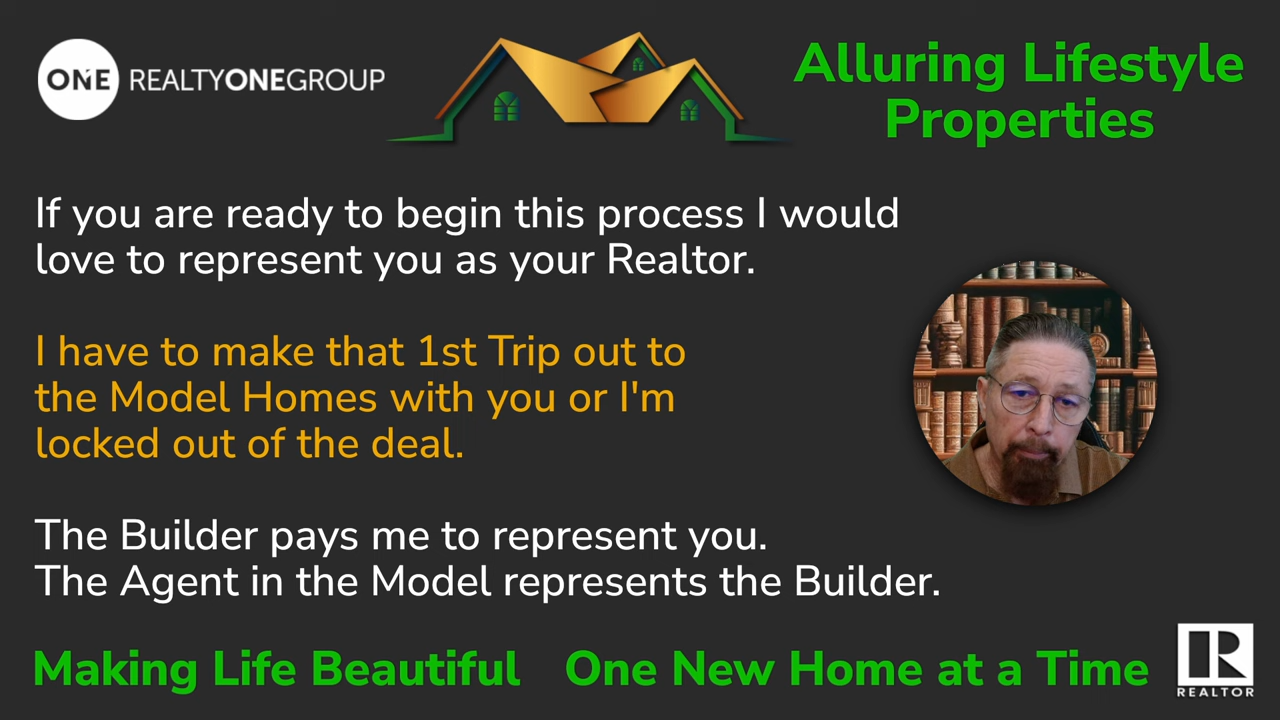 ONE REALTYONEGROUP
Alluring Lifestyle
Properties
If you are ready to begin this process I would
love to represent you as your Realtor.
I have to make that 1st Trip out to
the Model Homes with you or I'm
locked out of the deal.
The Builder pays me to represent you.
The Agent in the Model represents the Builder.
Making Life Beautiful One New Home at a Time
R
REALTOR